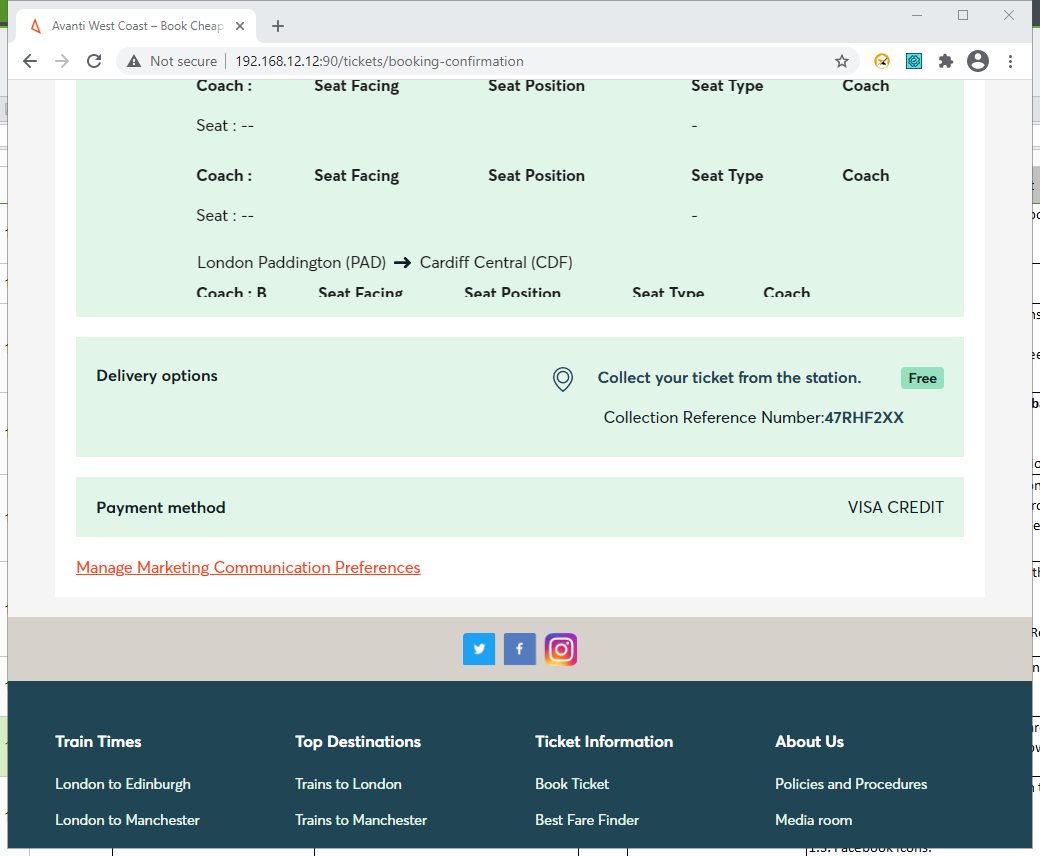 Avanti West Coast – Book Cheap
Not secure 192.168.12.12:90/tickets/booking-confirmation
Coach : Seat Facing Seat Position Seat Type Coach
Seat : -- -
Coach : Seat Facing Seat Position Seat Type Coach
Seat : -- -
London Paddington (PAD) → Cardiff Central (CDF)
Coach : B Seat Facing Seat Position Seat Type Coach
Delivery options
Collect your ticket from the station. Free
Collection Reference Number:47RHF2XX
Payment method VISA CREDIT
Manage Marketing Communication Preferences
Train Times Top Destinations Ticket Information About Us
London to Edinburgh Trains to London Book Ticket Policies and Procedures
London to Manchester Trains to Manchester Best Fare Finder Media room
1.3. Facebook icons.